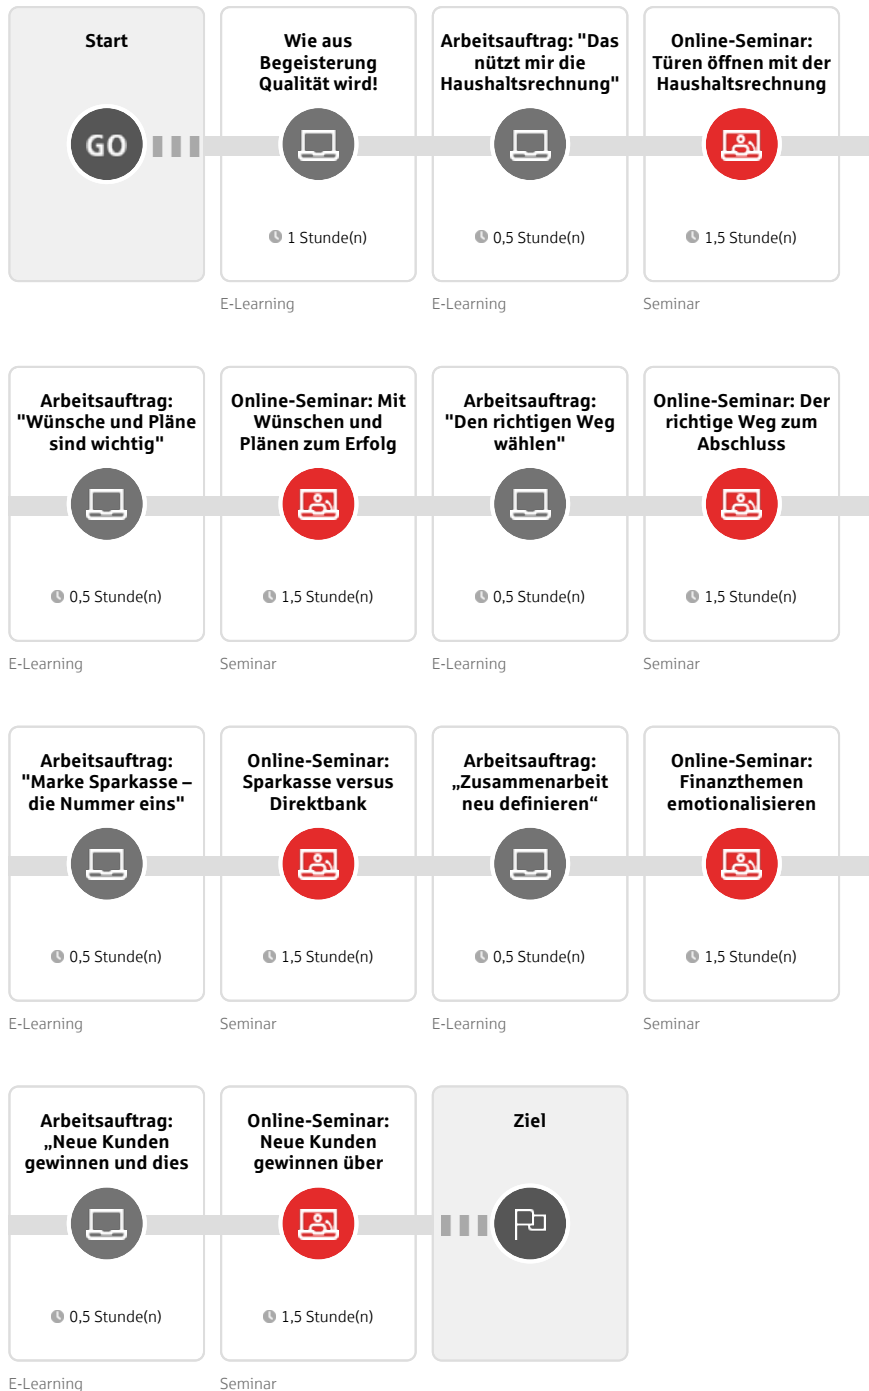 Start
Wie aus
Begeisterung
Qualität wird!
Arbeitsauftrag: "Das
nützt mir die
Haushaltsrechnung"
Online-Seminar:
Türen öffnen mit der
Haushaltsrechnung
GO
1 Stunde(n)
0,5 Stunde(n)
1,5 Stunde(n)
E-Learning
E-Learning
Seminar
Arbeitsauftrag:
"Wünsche und Pläne
sind wichtig"
Online-Seminar: Mit
Wünschen und
Plänen zum Erfolg
Arbeitsauftrag:
"Den richtigen Weg
wählen"
Online-Seminar: Der
richtige Weg zum
Abschluss
0,5 Stunde(n)
1,5 Stunde(n)
0,5 Stunde(n)
1,5 Stunde(n)
E-Learning
Seminar
E-Learning
Seminar
Arbeitsauftrag:
"Marke Sparkasse –
die Nummer eins"
Online-Seminar:
Sparkasse versus
Direktbank
Arbeitsauftrag:
„Zusammenarbeit
neu definieren“
Online-Seminar:
Finanzthemen
emotionalisieren
0,5 Stunde(n)
1,5 Stunde(n)
0,5 Stunde(n)
1,5 Stunde(n)
E-Learning
Seminar
E-Learning
Seminar
Arbeitsauftrag:
„Neue Kunden
gewinnen und dies
Online-Seminar:
Neue Kunden
gewinnen über
Ziel
0,5 Stunde(n)
1,5 Stunde(n)
E-Learning
Seminar